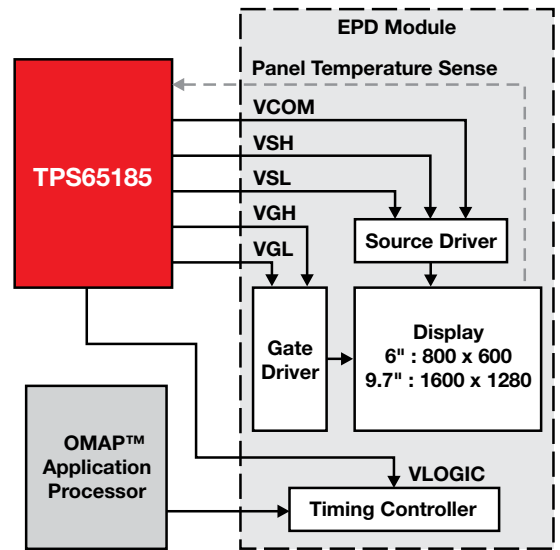 EPD Module
Panel Temperature Sense
TPS65185
VCOM
VSH
VSL
VGH
VGL
Source Driver
Gate
Driver
Display
6" : 800 x 600
9.7" : 1600 x 1280
OMAP™
Application
Processor
VLOGIC
Timing Controller